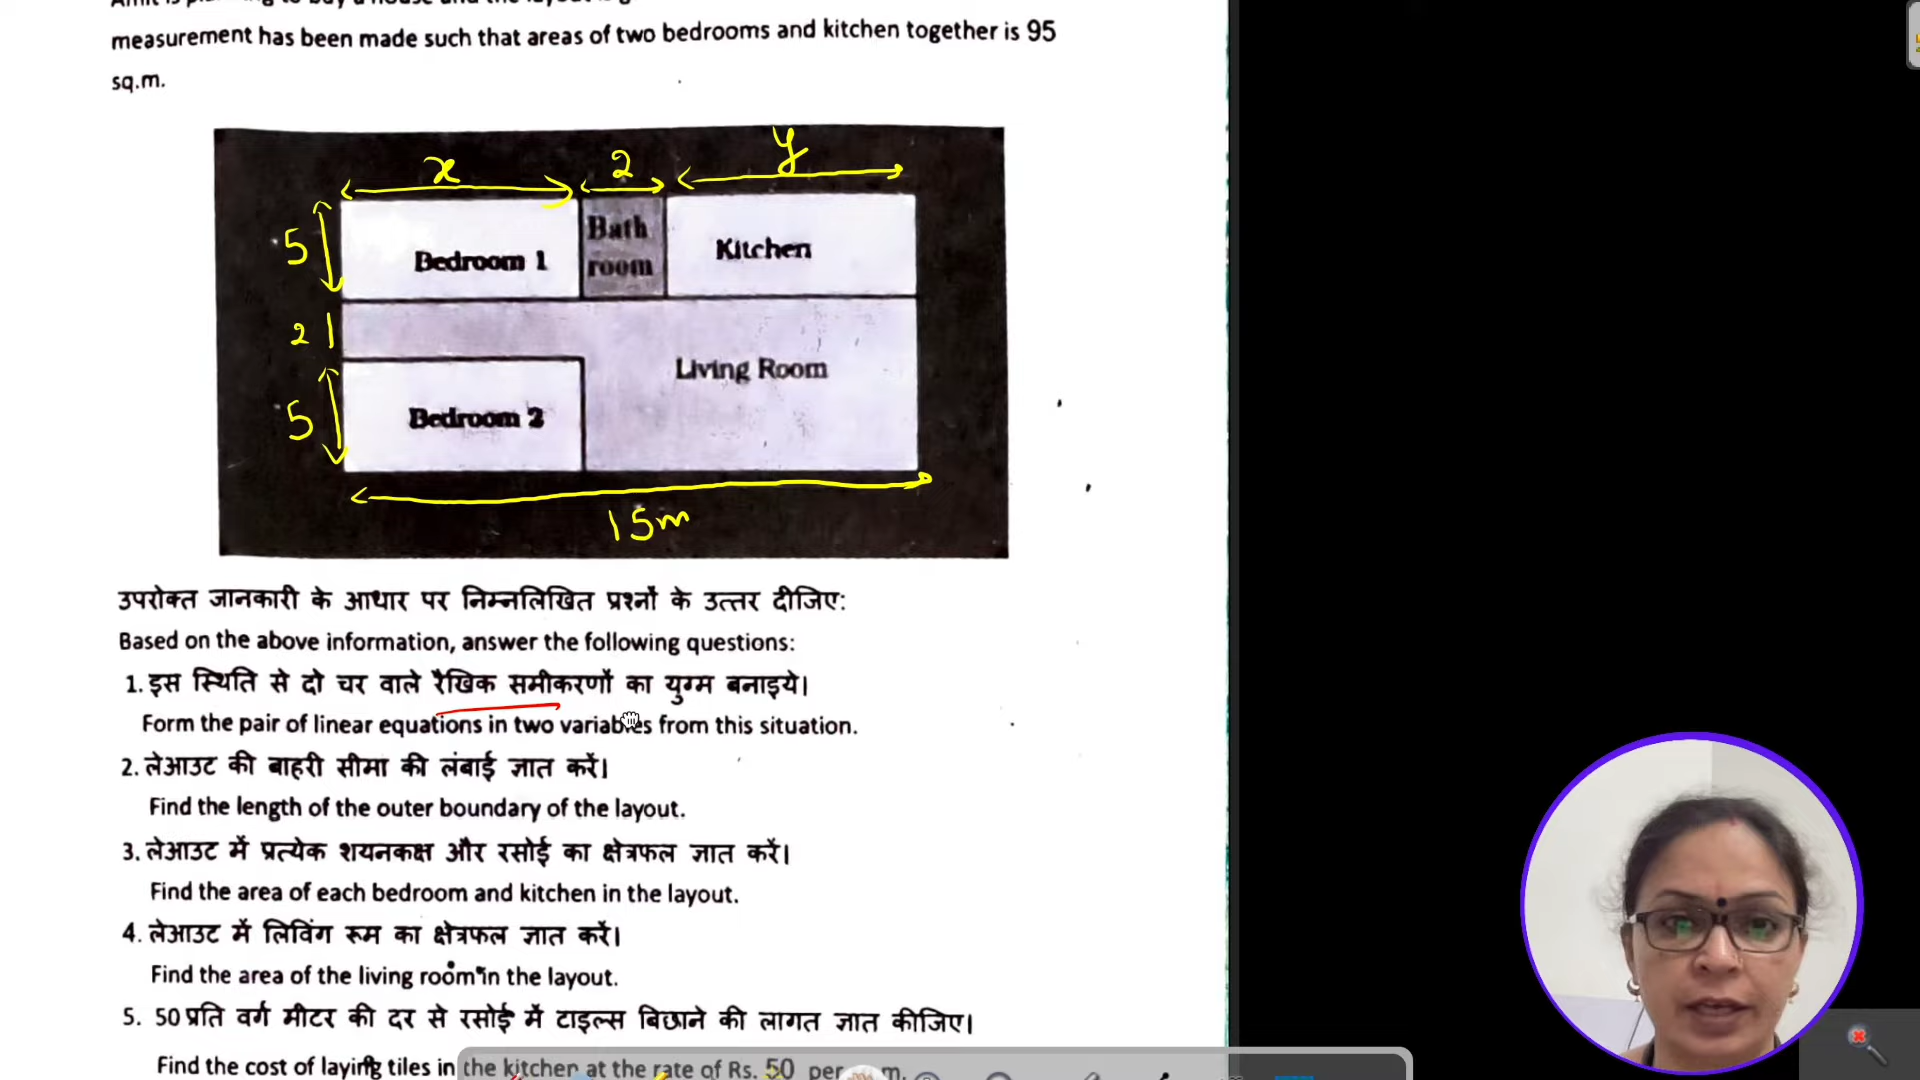 measurement has been made such that areas of two bedrooms and kitchen together is 95
sq.m.
x 2 y
5 Bedroom 1 Bath room Kitchen
2
Living Room
5 Bedroom 2
15m
उपरोक्त जानकारी के आधार पर निम्नलिखित प्रश्नों के उत्तर दीजिए:
Based on the above information, answer the following questions:
1. इस स्थिति से दो चर वाले रैखिक समीकरणों का युग्म बनाइये।
Form the pair of linear equations in two variables from this situation.
2. लेआउट की बाहरी सीमा की लंबाई ज्ञात करें।
Find the length of the outer boundary of the layout.
3. लेआउट में प्रत्येक शयनकक्ष और रसोई का क्षेत्रफल ज्ञात करें।
Find the area of each bedroom and kitchen in the layout.
4. लेआउट में लिविंग रूम का क्षेत्रफल ज्ञात करें।
Find the area of the living room in the layout.
5. 50 प्रति वर्ग मीटर की दर से रसोई में टाइल्स बिछाने की लागत ज्ञात कीजिए।
Find the cost of laying tiles in the kitchen at the rate of Rs. 50 per